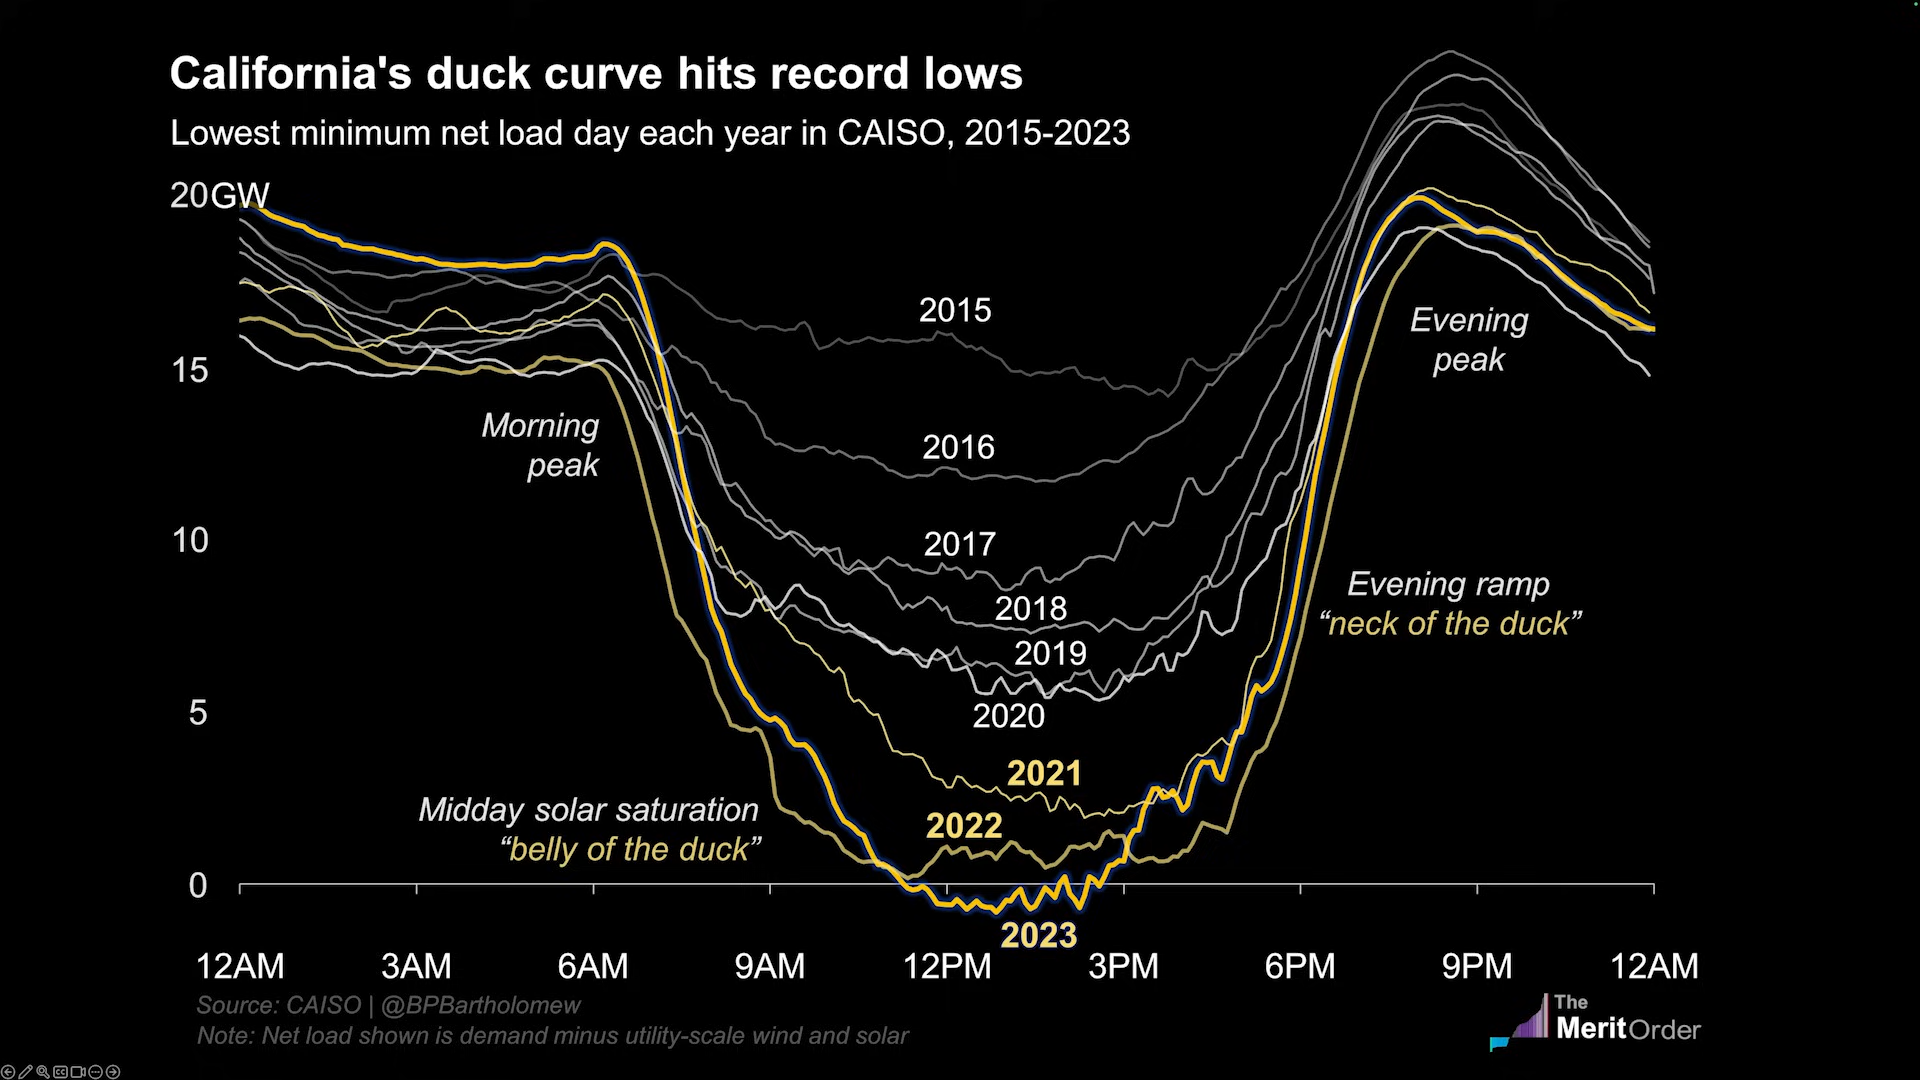 California's duck curve hits record lows
Lowest minimum net load day each year in CAISO, 2015-2023
20GW
15
10
5
0
2015
2016
2017
2018
2019
2020
2021
2022
2023
Morning
peak
Evening
peak
Evening ramp
“neck of the duck”
Midday solar saturation
“belly of the duck”
12AM 3AM 6AM 9AM 12PM 3PM 6PM 9PM 12AM
Source: CAISO | @BPBartholomew
Note: Net load shown is demand minus utility-scale wind and solar
The
MeritOrder